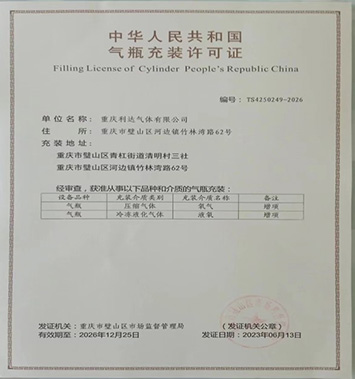 中华人民共和国
气瓶充装许可证
Filling License of Cylinder People's Republic China
编号: TS4250249-2026
单位名称: 重庆利达气体有限公司
住 所: 重庆市璧山区河边镇竹林湾路62号
充装地址:
重庆市璧山区青杠街道清明村三社
重庆市璧山区河边镇竹林湾路62号
经审查，获准从事以下品种和介质的气瓶充装:
设备品种 充装介质类别 充装介质名称 备注
气瓶 压缩气体 氧气 增项
气瓶 冷冻液化气体 液氧 增项
发证机关: 重庆市璧山区市场监督管理局 (发证机关公章)
有效期至: 2026年12月25日 发证日期: 2023年06月13日